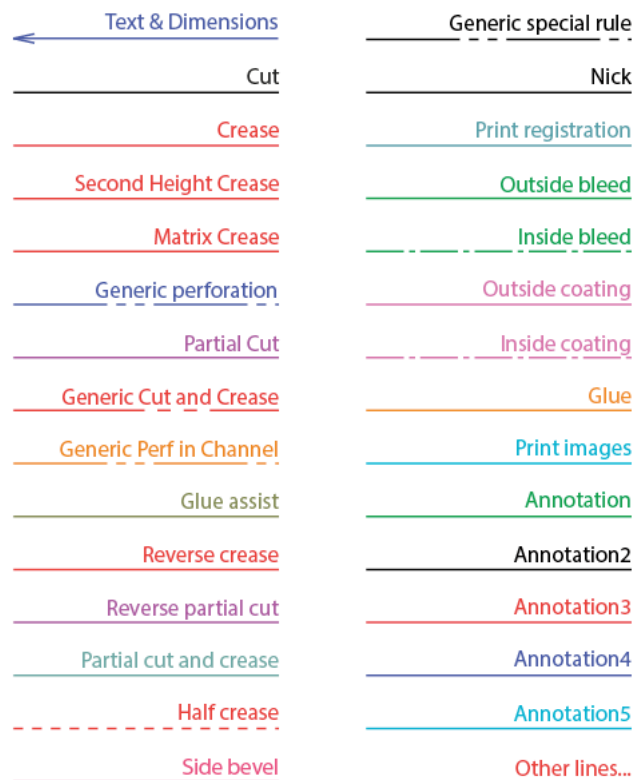 Text & Dimensions
Cut
Crease
Second Height Crease
Matrix Crease
Generic perforation
Partial Cut
Generic Cut and Crease
Generic Perf in Channel
Glue assist
Reverse crease
Reverse partial cut
Partial cut and crease
Half crease
Side bevel
Generic special rule
Nick
Print registration
Outside bleed
Inside bleed
Outside coating
Inside coating
Glue
Print images
Annotation
Annotation2
Annotation3
Annotation4
Annotation5
Other lines...